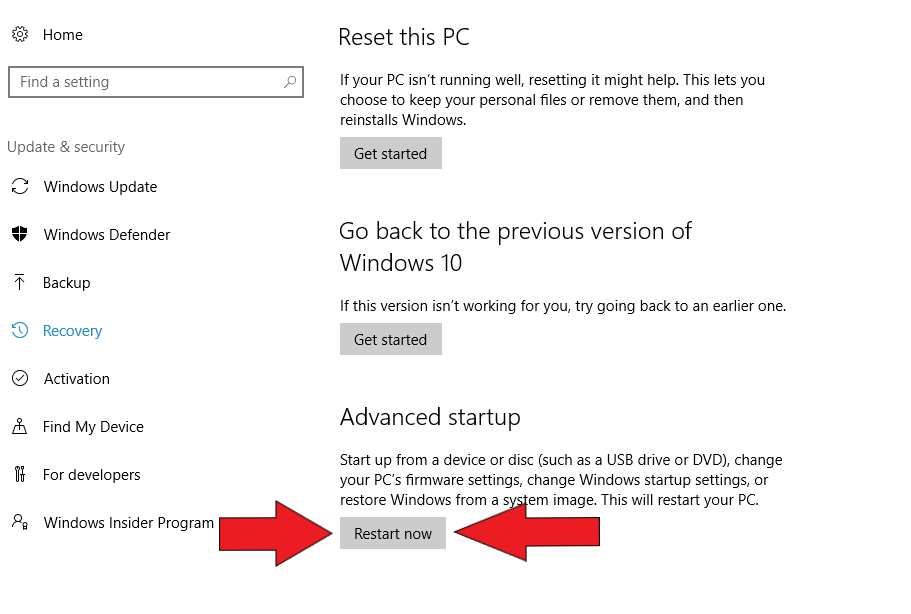 Home
Find a setting
Update & security
Windows Update
Windows Defender
Backup
Recovery
Activation
Find My Device
For developers
Windows Insider Program
Reset this PC
If your PC isn’t running well, resetting it might help. This lets you
choose to keep your personal files or remove them, and then
reinstalls Windows.
Get started
Go back to the previous version of
Windows 10
If this version isn’t working for you, try going back to an earlier one.
Get started
Advanced startup
Start up from a device or disc (such as a USB drive or DVD), change
your PC’s firmware settings, change Windows startup settings, or
restore Windows from a system image. This will restart your PC.
Restart now